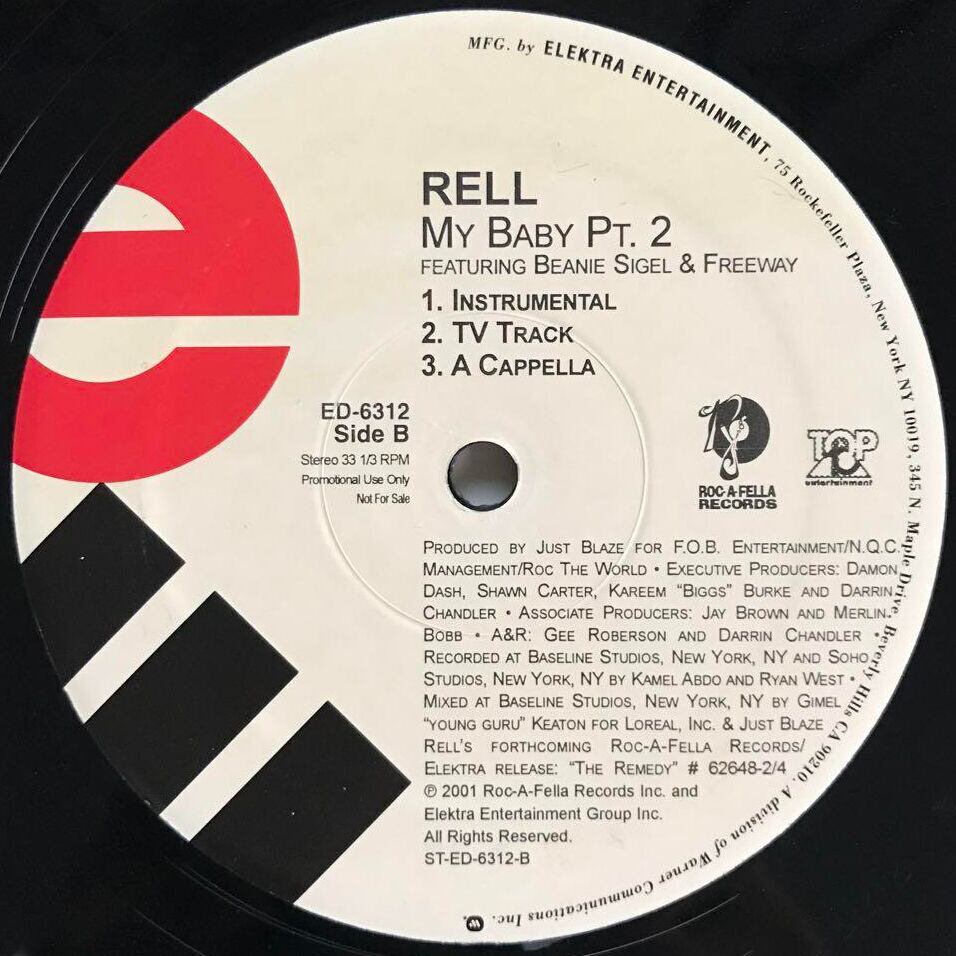 MFG. by ELEKTRA ENTERTAINMENT, 75 Rockefeller Plaza, New York NY 10019, 345 N. Maple Drive, Beverly Hills CA 90210. A division of Warner Communications Inc.
RELL
MY BABY PT. 2
FEATURING BEANIE SIGEL & FREEWAY
1. INSTRUMENTAL
2. TV TRACK
3. A CAPPELLA
ED-6312
Side B
Stereo 33 1/3 RPM
Promotional Use Only
Not For Sale
ROC-A-FELLA
RECORDS
TOP
entertainment
PRODUCED BY JUST BLAZE FOR F.O.B. ENTERTAINMENT/N.Q.C.
MANAGEMENT/ROC THE WORLD • EXECUTIVE PRODUCERS: DAMON
DASH, SHAWN CARTER, KAREEM "BIGGS" BURKE AND DARRIN
CHANDLER • ASSOCIATE PRODUCERS: JAY BROWN AND MERLIN
BOBB • A&R: GEE ROBERSON AND DARRIN CHANDLER •
RECORDED AT BASELINE STUDIOS, NEW YORK, NY AND SOHO
STUDIOS, NEW YORK, NY BY KAMEL ABDO AND RYAN WEST •
MIXED AT BASELINE STUDIOS, NEW YORK, NY BY GIMEL
"YOUNG GURU" KEATON FOR LOREAL, INC. & JUST BLAZE
RELL'S FORTHCOMING ROC-A-FELLA RECORDS/
ELEKTRA RELEASE: "THE REMEDY" # 62648-2/4
℗ 2001 Roc-A-Fella Records Inc. and
Elektra Entertainment Group Inc.
All Rights Reserved.
ST-ED-6312-B